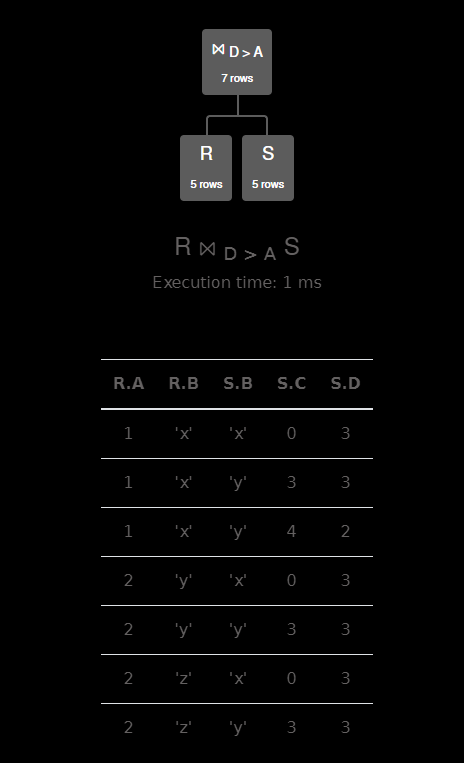 ⋈ D > A
7 rows
R S
5 rows 5 rows
R ⋈ D > A S
Execution time: 1 ms
R.A R.B S.B S.C S.D
1 'x' 'x' 0 3
1 'x' 'y' 3 3
1 'x' 'y' 4 2
2 'y' 'x' 0 3
2 'y' 'y' 3 3
2 'z' 'x' 0 3
2 'z' 'y' 3 3